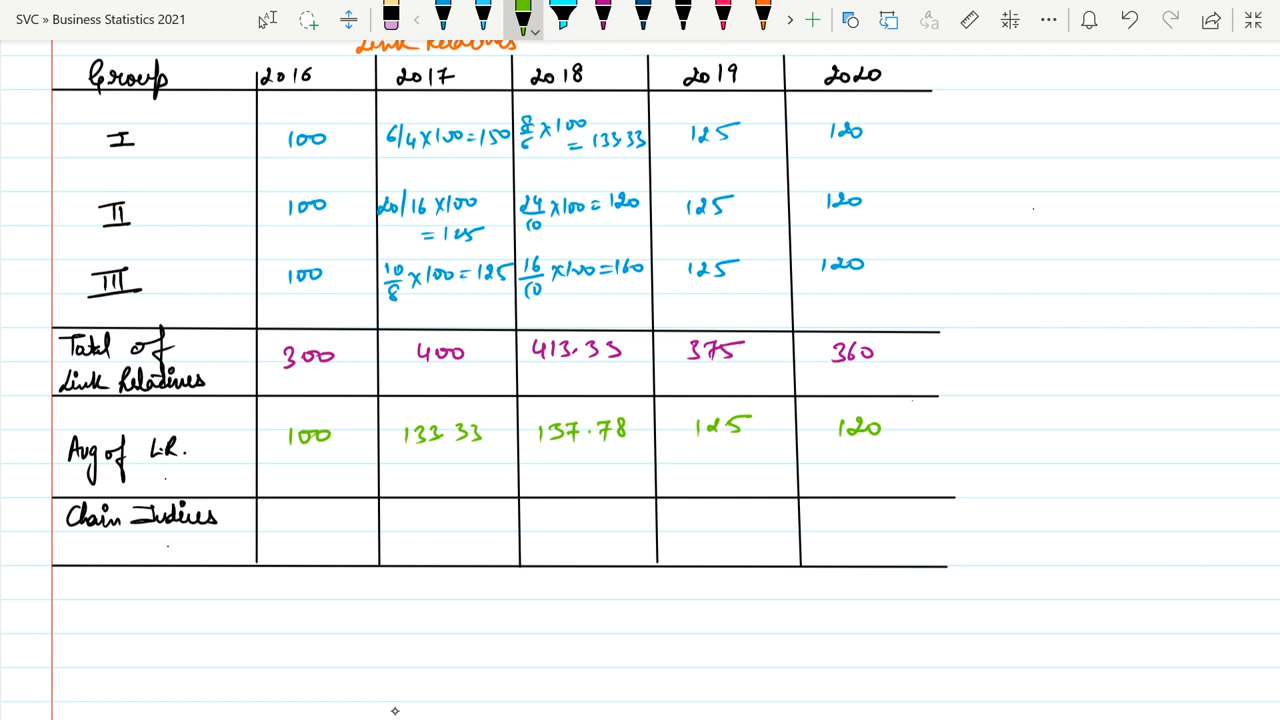 SVC » Business Statistics 2021
Link Relatives
Group 2016 2017 2018 2019 2020
I 100 6/4×100=150 8/6×100 = 133.33 125 120
II 100 20/16×100 = 125 24/10×100=120 125 120
III 100 10/8×100=125 16/10×100=160 125 120
Total of Link Relatives 300 400 413.33 375 360
Avg of L.R. 100 133.33 137.78 125 120
Chain Indices